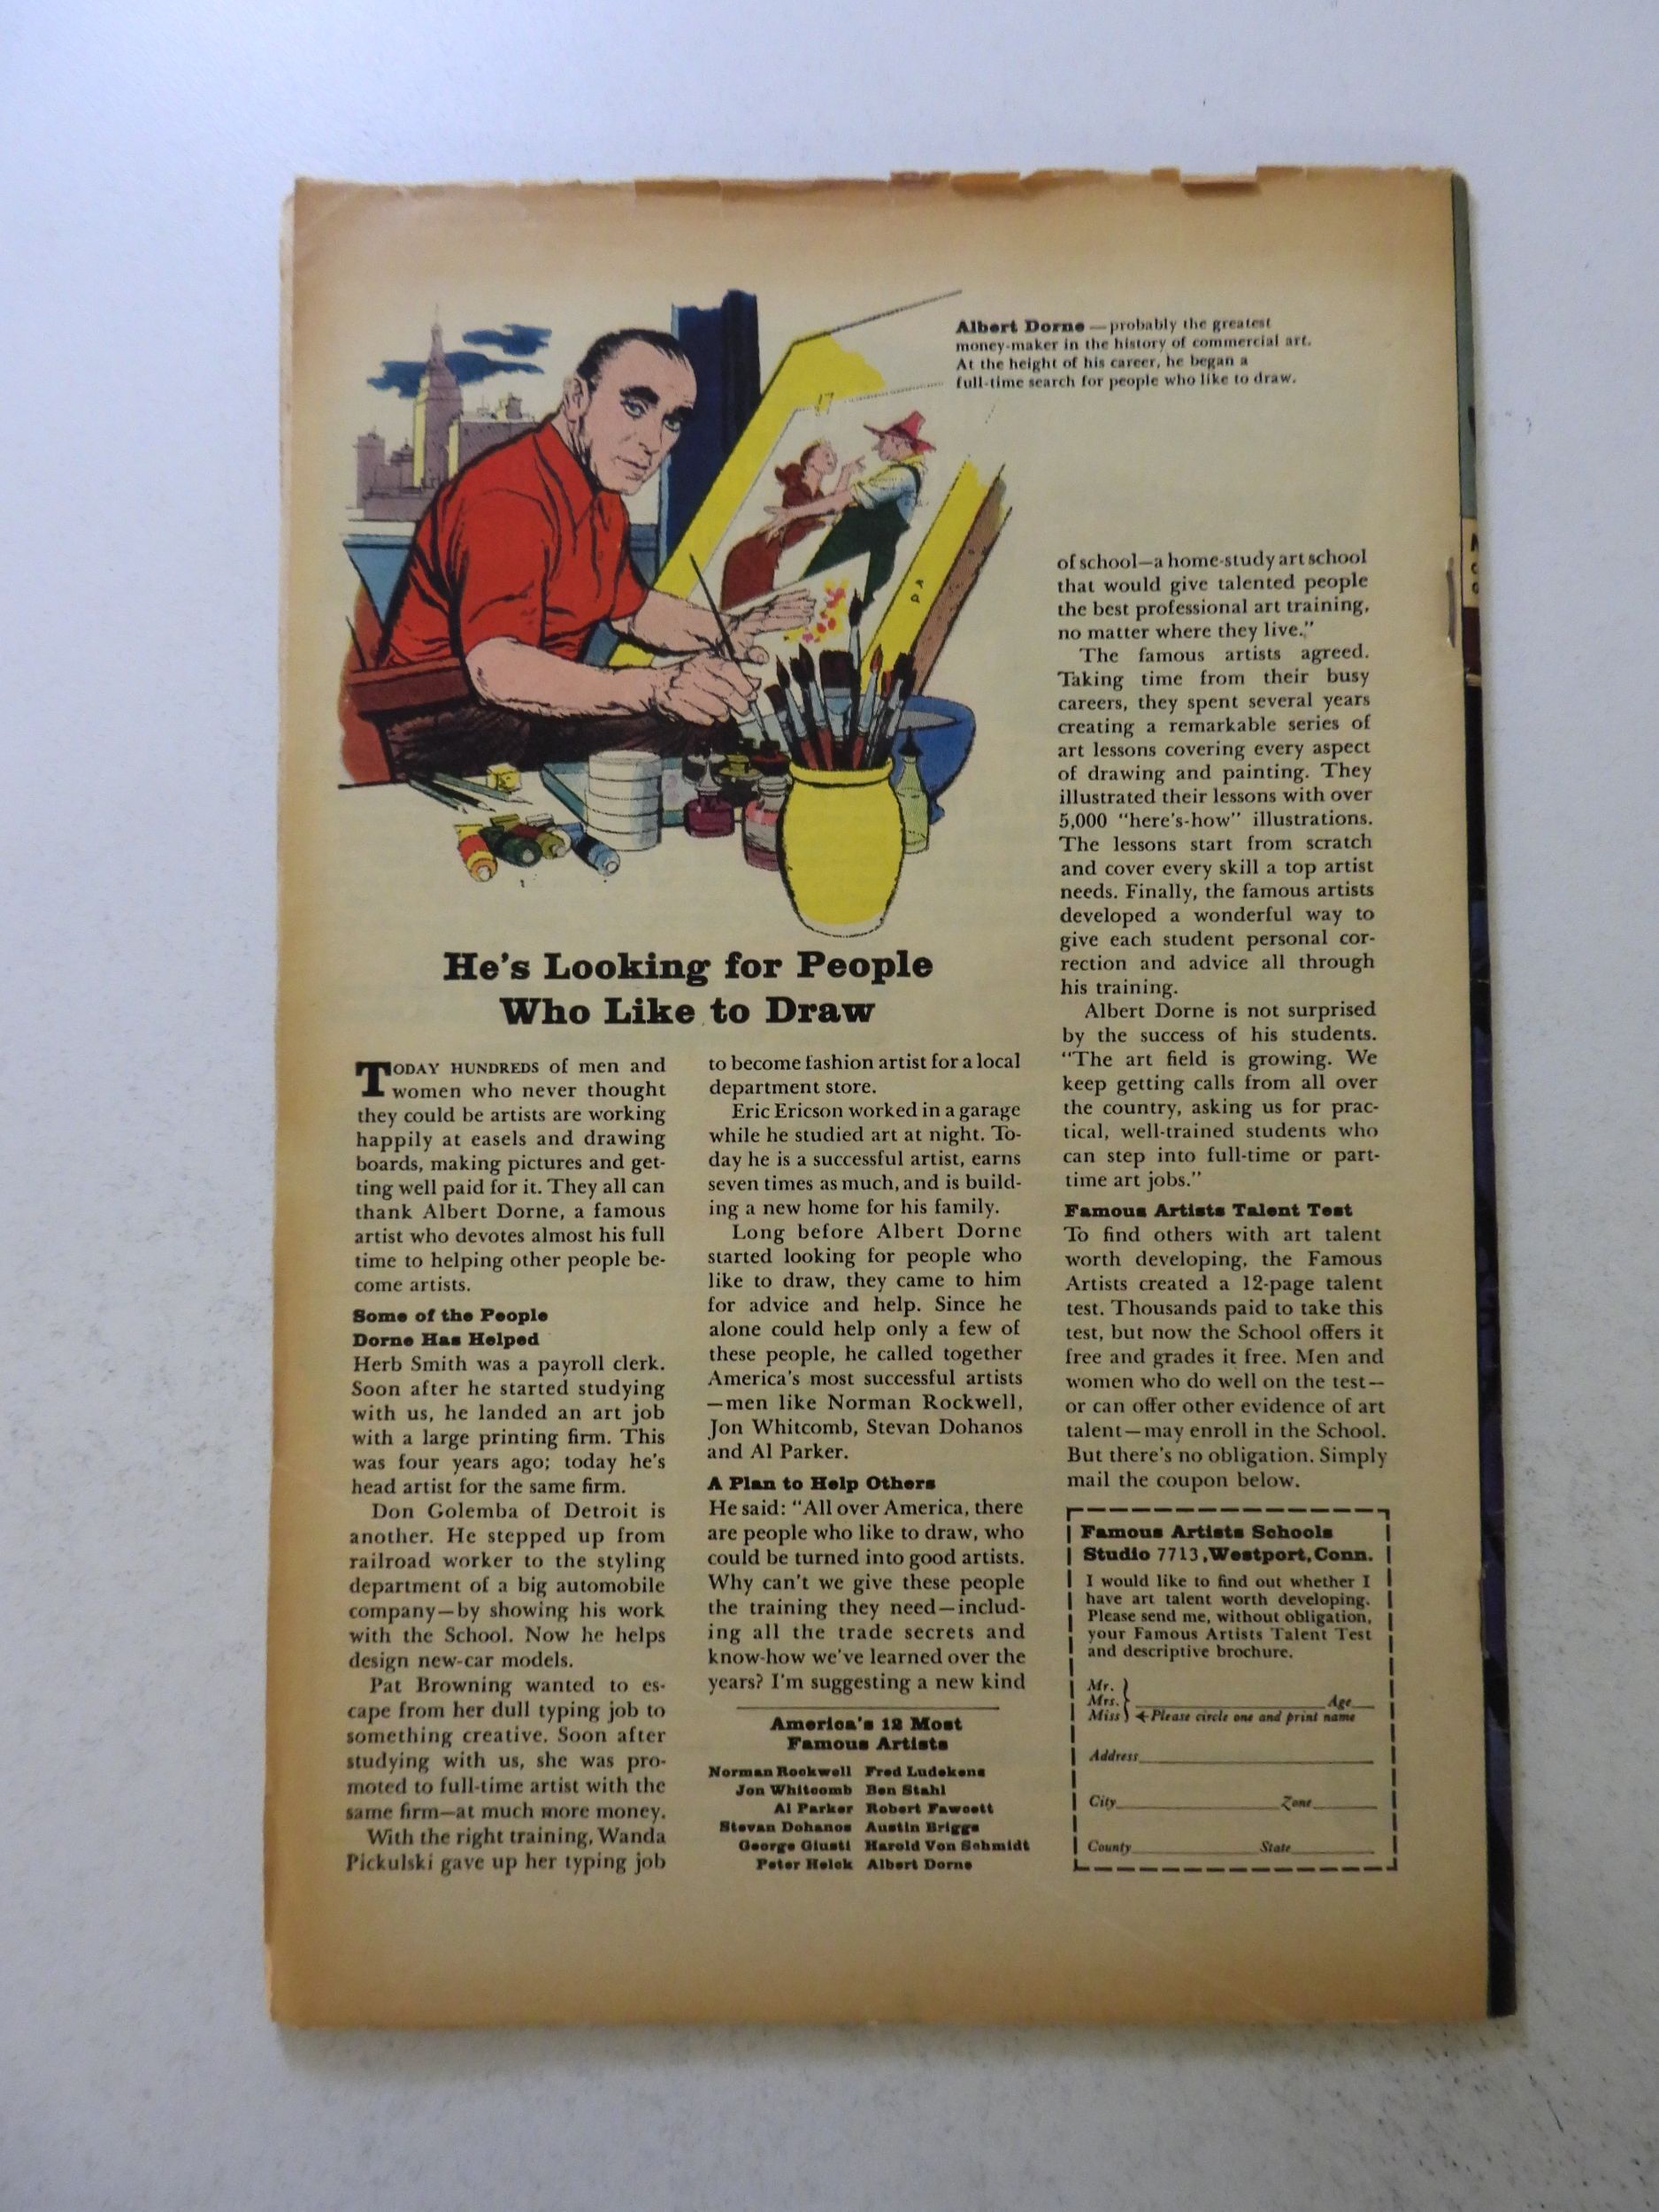 Albert Dorne — probably the greatest
money-maker in the history of commercial art.
At the height of his career, he began a
full-time search for people who like to draw.
He's Looking for People
Who Like to Draw
TODAY HUNDREDS of men and
women who never thought
they could be artists are working
happily at easels and drawing
boards, making pictures and get-
ting well paid for it. They all can
thank Albert Dorne, a famous
artist who devotes almost his full
time to helping other people be-
come artists.
Some of the People
Dorne Has Helped
Herb Smith was a payroll clerk.
Soon after he started studying
with us, he landed an art job
with a large printing firm. This
was four years ago; today he's
head artist for the same firm.
Don Golemba of Detroit is
another. He stepped up from
railroad worker to the styling
department of a big automobile
company—by showing his work
with the School. Now he helps
design new-car models.
Pat Browning wanted to es-
cape from her dull typing job to
something creative. Soon after
studying with us, she was pro-
moted to full-time artist with the
same firm—at much more money.
With the right training, Wanda
Pickulski gave up her typing job
to become fashion artist for a local
department store.
Eric Ericson worked in a garage
while he studied art at night. To-
day he is a successful artist, earns
seven times as much, and is build-
ing a new home for his family.
Long before Albert Dorne
started looking for people who
like to draw, they came to him
for advice and help. Since he
alone could help only a few of
these people, he called together
America's most successful artists
—men like Norman Rockwell,
Jon Whitcomb, Stevan Dohanos
and Al Parker.
A Plan to Help Others
He said: "All over America, there
are people who like to draw, who
could be turned into good artists.
Why can't we give these people
the training they need—includ-
ing all the trade secrets and
know-how we've learned over the
years? I'm suggesting a new kind
America's 12 Most
Famous Artists
Norman Rockwell Fred Ludekens
Jon Whitcomb Ben Stahl
Al Parker Robert Fawcett
Stevan Dohanos Austin Briggs
George Giusti Harold Von Schmidt
Peter Helck Albert Dorne
of school—a home-study art school
that would give talented people
the best professional art training,
no matter where they live."
The famous artists agreed.
Taking time from their busy
careers, they spent several years
creating a remarkable series of
art lessons covering every aspect
of drawing and painting. They
illustrated their lessons with over
5,000 "here's-how" illustrations.
The lessons start from scratch
and cover every skill a top artist
needs. Finally, the famous artists
developed a wonderful way to
give each student personal cor-
rection and advice all through
his training.
Albert Dorne is not surprised
by the success of his students.
"The art field is growing. We
keep getting calls from all over
the country, asking us for prac-
tical, well-trained students who
can step into full-time or part-
time art jobs."
Famous Artists Talent Test
To find others with art talent
worth developing, the Famous
Artists created a 12-page talent
test. Thousands paid to take this
test, but now the School offers it
free and grades it free. Men and
women who do well on the test—
or can offer other evidence of art
talent—may enroll in the School.
But there's no obligation. Simply
mail the coupon below.
Famous Artists Schools
Studio 7713, Westport, Conn.
I would like to find out whether I
have art talent worth developing.
Please send me, without obligation,
your Famous Artists Talent Test
and descriptive brochure.
Mr.
Mrs. Age
Miss Please circle one and print name
Address
City Zone
County State